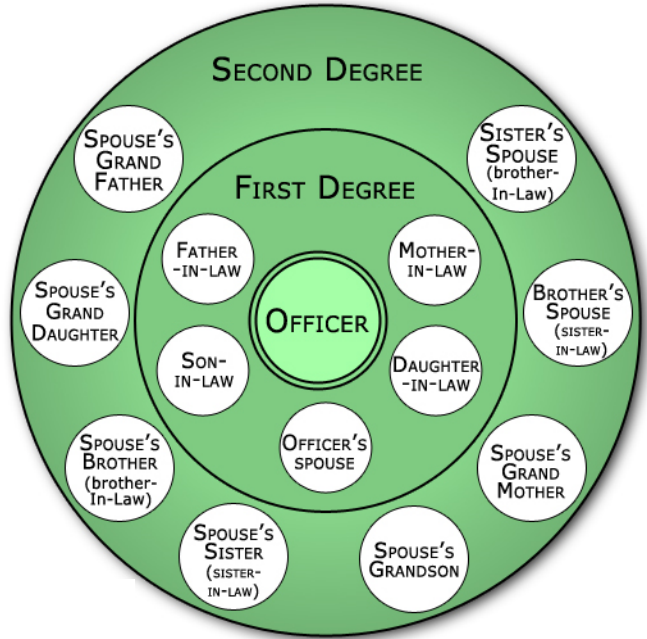 SECOND DEGREE
SPOUSE'S
GRAND
FATHER
SISTER'S
SPOUSE
(brother-
In-Law)
FIRST DEGREE
FATHER
-IN-LAW
MOTHER-
IN-LAW
SPOUSE'S
GRAND
DAUGHTER
OFFICER
BROTHER'S
SPOUSE
(SISTER-
IN-LAW)
SON-
IN-LAW
DAUGHTER
-IN-LAW
OFFICER'S
SPOUSE
SPOUSE'S
BROTHER
(brother-
In-Law)
SPOUSE'S
GRAND
MOTHER
SPOUSE'S
SISTER
(SISTER-
IN-LAW)
SPOUSE'S
GRANDSON